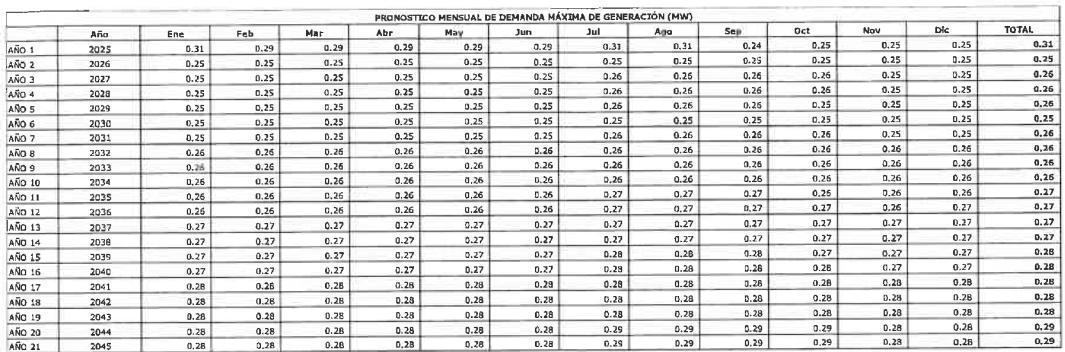 PRONOSTICO MENSUAL DE DEMANDA MÁXIMA DE GENERACIÓN (MW)
Año Ene Feb Mar Abr May Jun Jul Ago Sep Oct Nov Dic TOTAL
AÑO 1 2025 0.31 0.29 0.29 0.29 0.29 0.29 0.31 0.31 0.24 0.25 0.25 0.25 0.31
AÑO 2 2026 0.25 0.25 0.25 0.25 0.25 0.25 0.25 0.25 0.25 0.25 0.25 0.25 0.25
AÑO 3 2027 0.25 0.25 0.25 0.25 0.25 0.25 0.26 0.26 0.26 0.26 0.25 0.25 0.26
AÑO 4 2028 0.25 0.25 0.25 0.25 0.25 0.25 0.26 0.26 0.26 0.26 0.25 0.25 0.26
AÑO 5 2029 0.25 0.25 0.25 0.25 0.25 0.25 0.26 0.26 0.26 0.25 0.25 0.25 0.26
AÑO 6 2030 0.25 0.25 0.25 0.25 0.25 0.25 0.25 0.25 0.25 0.25 0.25 0.25 0.25
AÑO 7 2031 0.25 0.25 0.25 0.25 0.25 0.25 0.26 0.26 0.26 0.26 0.25 0.25 0.26
AÑO 8 2032 0.26 0.26 0.26 0.26 0.26 0.26 0.26 0.26 0.26 0.26 0.26 0.26 0.26
AÑO 9 2033 0.26 0.26 0.26 0.26 0.26 0.26 0.26 0.26 0.26 0.26 0.26 0.26 0.26
AÑO 10 2034 0.26 0.26 0.26 0.26 0.26 0.26 0.26 0.26 0.26 0.26 0.26 0.26 0.26
AÑO 11 2035 0.26 0.26 0.26 0.26 0.26 0.26 0.27 0.27 0.27 0.26 0.26 0.26 0.27
AÑO 12 2036 0.26 0.26 0.26 0.26 0.26 0.26 0.27 0.27 0.27 0.27 0.26 0.26 0.27
AÑO 13 2037 0.27 0.27 0.27 0.27 0.27 0.27 0.27 0.27 0.27 0.27 0.27 0.27 0.27
AÑO 14 2038 0.27 0.27 0.27 0.27 0.27 0.27 0.27 0.27 0.27 0.27 0.27 0.27 0.27
AÑO 15 2039 0.27 0.27 0.27 0.27 0.27 0.27 0.28 0.28 0.28 0.27 0.27 0.27 0.28
AÑO 16 2040 0.27 0.27 0.27 0.27 0.27 0.27 0.28 0.28 0.28 0.28 0.27 0.27 0.28
AÑO 17 2041 0.28 0.28 0.28 0.28 0.28 0.28 0.28 0.28 0.28 0.28 0.28 0.28 0.28
AÑO 18 2042 0.28 0.28 0.28 0.28 0.28 0.28 0.28 0.28 0.28 0.28 0.28 0.28 0.28
AÑO 19 2043 0.28 0.28 0.28 0.28 0.28 0.28 0.28 0.28 0.28 0.28 0.28 0.28 0.28
AÑO 20 2044 0.28 0.28 0.28 0.28 0.28 0.28 0.29 0.29 0.29 0.29 0.28 0.28 0.29
AÑO 21 2045 0.28 0.28 0.28 0.28 0.28 0.28 0.29 0.29 0.29 0.29 0.29 0.29 0.29